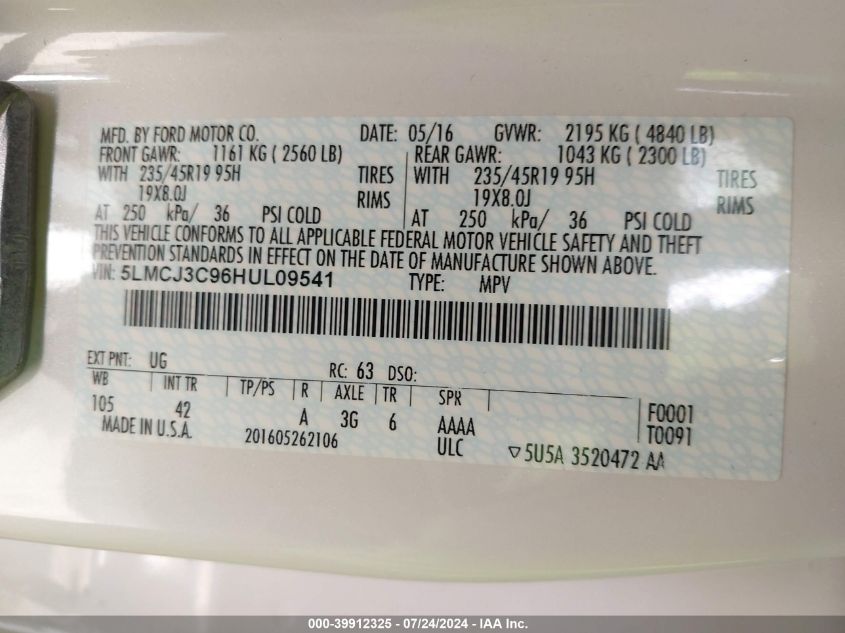 MFD. BY FORD MOTOR CO. DATE: 05/16 GVWR: 2195 KG ( 4840 LB)
FRONT GAWR: 1161 KG ( 2560 LB) REAR GAWR: 1043 KG ( 2300 LB)
WITH 235/45R19 95H TIRES WITH 235/45R19 95H TIRES
19X8.0J RIMS 19X8.0J RIMS
AT 250 kPa/ 36 PSI COLD AT 250 kPa/ 36 PSI COLD
THIS VEHICLE CONFORMS TO ALL APPLICABLE FEDERAL MOTOR VEHICLE SAFETY AND THEFT
PREVENTION STANDARDS IN EFFECT ON THE DATE OF MANUFACTURE SHOWN ABOVE.
VIN: 5LMCJ3C96HUL09541 TYPE: MPV
EXT PNT: UG RC: 63 DSO:
WB INT TR TP/PS R AXLE TR SPR
105 42 A 3G 6 AAAA F0001
MADE IN U.S.A. 201605262106 ULC T0091
5U5A 3520472 AA
000-39912325 - 07/24/2024 - IAA Inc.